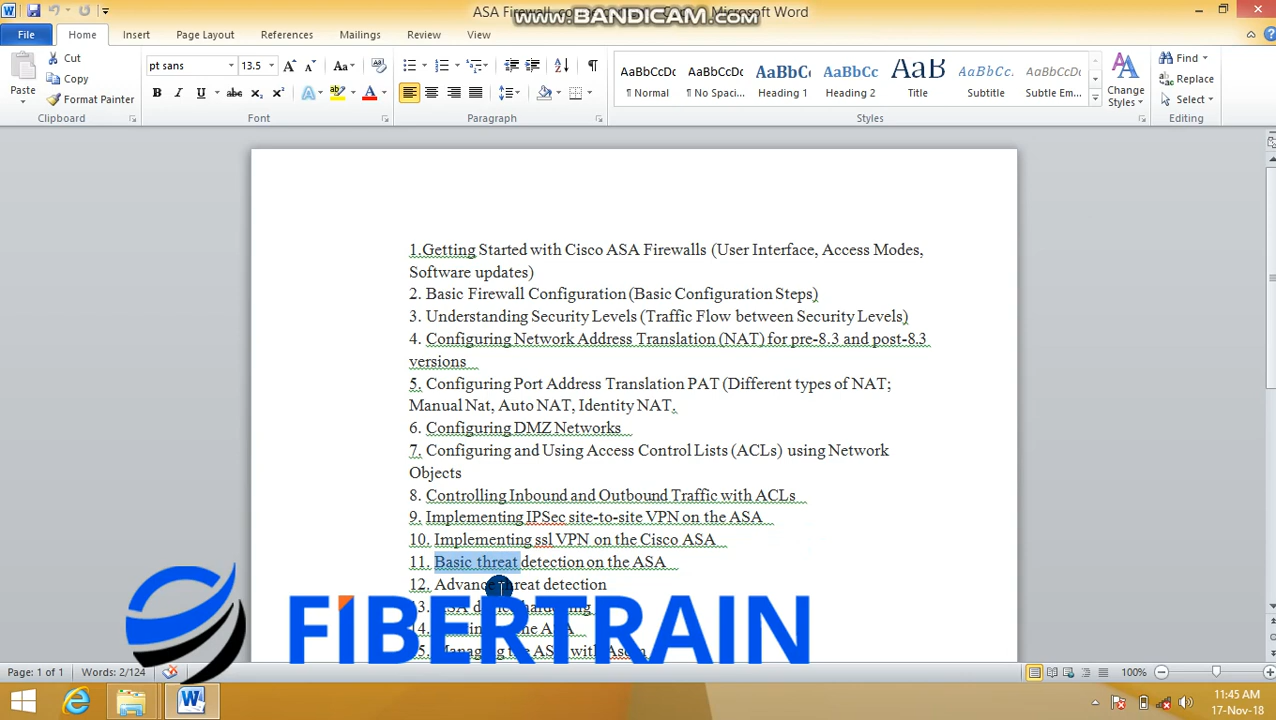 ASA Firewall
Microsoft Word
www.BANDICAM.com
File
Home
Insert
Page Layout
References
Mailings
Review
View
Paste
Cut
Copy
Format Painter
Clipboard
pt sans
13.5
Font
Paragraph
AaBbCcDc AaBbCcDc AaBbC AaBbCc AaB AaBbCc. AaBbCcDc
¶ Normal
¶ No Spaci...
Heading 1
Heading 2
Title
Subtitle
Subtle Em...
Styles
Change
Styles
Find
Replace
Select
Editing
1.Getting Started with Cisco ASA Firewalls (User Interface, Access Modes,
Software updates)
2. Basic Firewall Configuration (Basic Configuration Steps)
3. Understanding Security Levels (Traffic Flow between Security Levels)
4. Configuring Network Address Translation (NAT) for pre-8.3 and post-8.3
versions
5. Configuring Port Address Translation PAT (Different types of NAT;
Manual Nat, Auto NAT, Identity NAT,
6. Configuring DMZ Networks
7. Configuring and Using Access Control Lists (ACLs) using Network
Objects
8. Controlling Inbound and Outbound Traffic with ACLs
9. Implementing IPSec site-to-site VPN on the ASA
10. Implementing ssl VPN on the Cisco ASA
11. Basic threat detection on the ASA
12. Advance threat detection
FIBERTRAIN
Page: 1 of 1
Words: 2/124
100%
11:45 AM
17-Nov-18